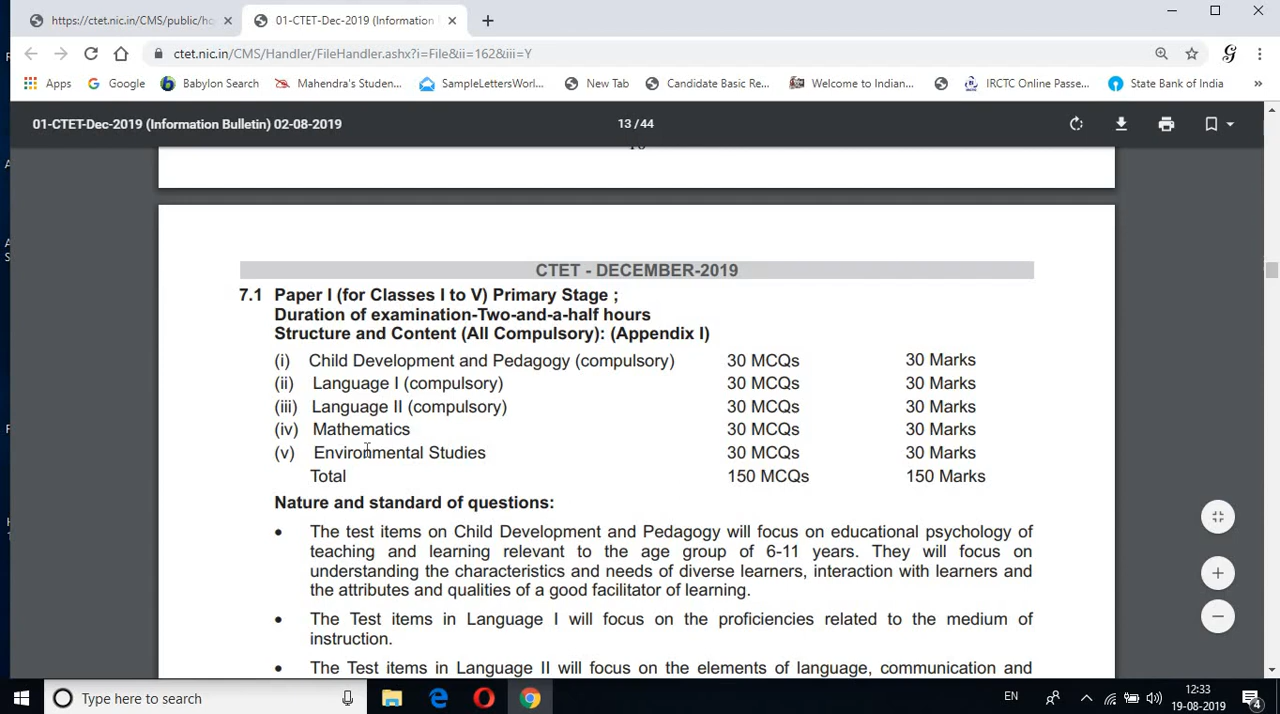 https://ctet.nic.in/CMS/public/ho
01-CTET-Dec-2019 (Information
ctet.nic.in/CMS/Handler/FileHandler.ashx?i=File&ii=162&iii=Y
Apps Google Babylon Search Mahendra's Studen... SampleLettersWorl... New Tab Candidate Basic Re... Welcome to Indian... IRCTC Online Passe... State Bank of India »
01-CTET-Dec-2019 (Information Bulletin) 02-08-2019 13 / 44
CTET - DECEMBER-2019
7.1 Paper I (for Classes I to V) Primary Stage ;
Duration of examination-Two-and-a-half hours
Structure and Content (All Compulsory): (Appendix I)
(i) Child Development and Pedagogy (compulsory) 30 MCQs 30 Marks
(ii) Language I (compulsory) 30 MCQs 30 Marks
(iii) Language II (compulsory) 30 MCQs 30 Marks
(iv) Mathematics 30 MCQs 30 Marks
(v) Environmental Studies 30 MCQs 30 Marks
Total 150 MCQs 150 Marks
Nature and standard of questions:
• The test items on Child Development and Pedagogy will focus on educational psychology of
teaching and learning relevant to the age group of 6-11 years. They will focus on
understanding the characteristics and needs of diverse learners, interaction with learners and
the attributes and qualities of a good facilitator of learning.
• The Test items in Language I will focus on the proficiencies related to the medium of
instruction.
• The Test items in Language II will focus on the elements of language, communication and
Type here to search
EN
12:33
19-08-2019
4